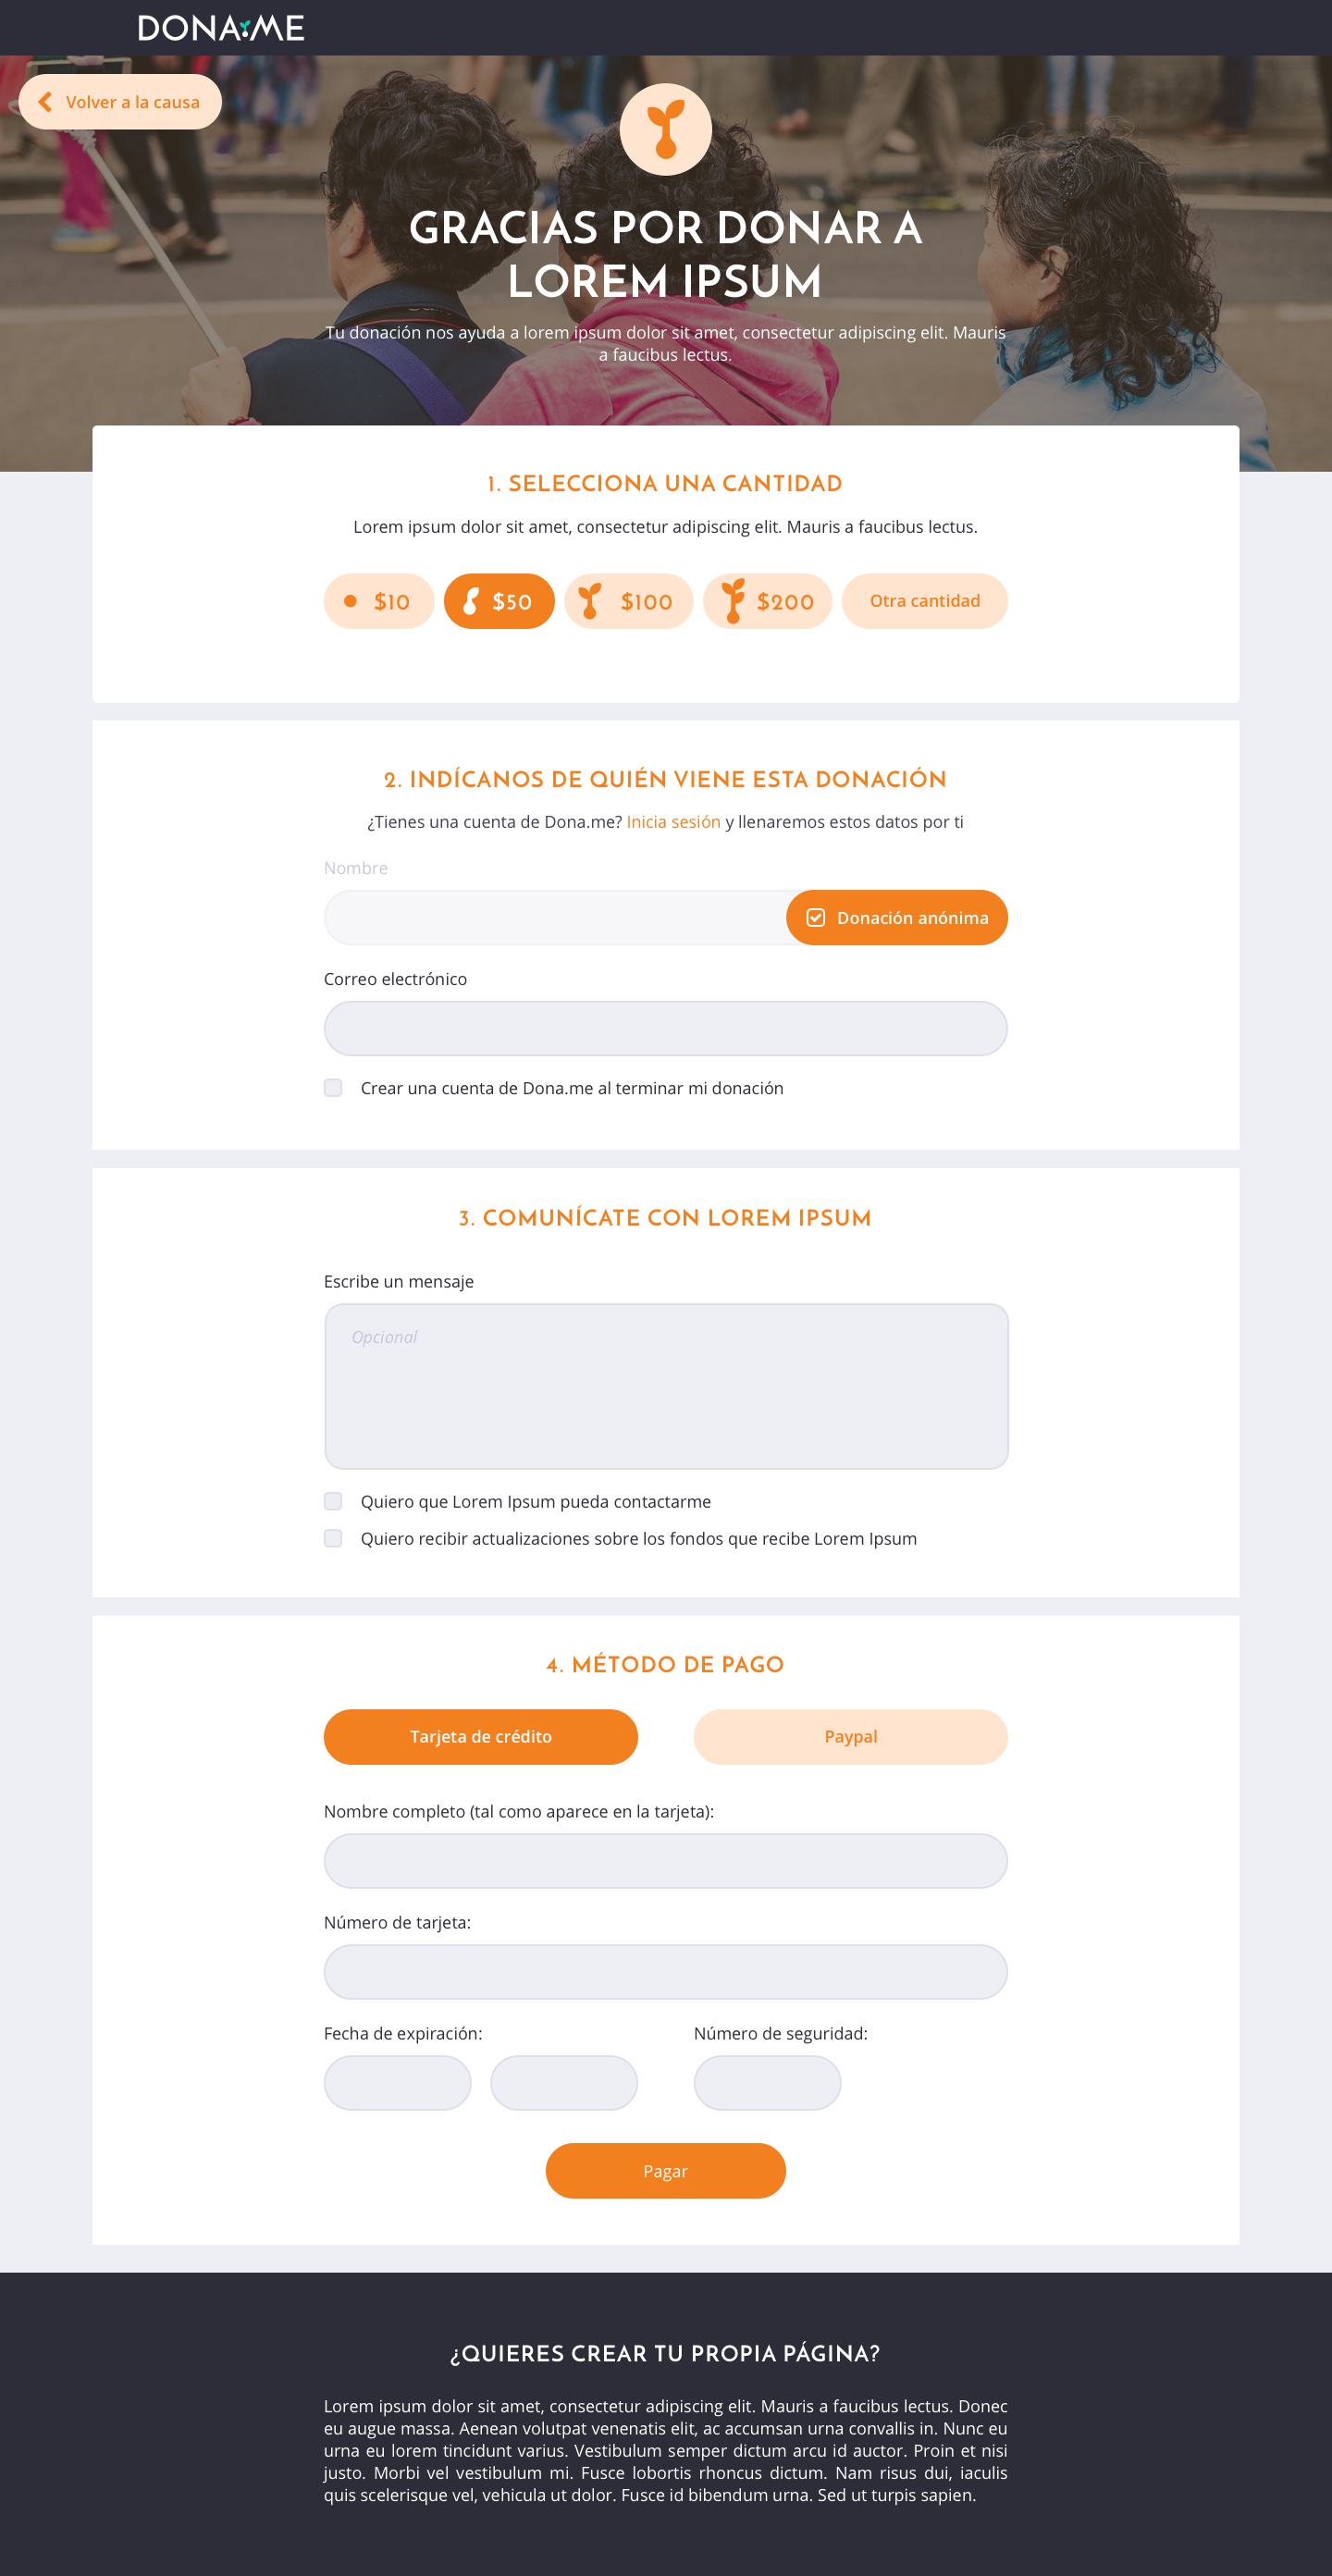 DONA.ME
Volver a la causa
GRACIAS POR DONAR A
LOREM IPSUM
Tu donación nos ayuda a lorem ipsum dolor sit amet, consectetur adipiscing elit. Mauris
a faucibus lectus.
1. SELECCIONA UNA CANTIDAD
Lorem ipsum dolor sit amet, consectetur adipiscing elit. Mauris a faucibus lectus.
$10 $50 $100 $200 Otra cantidad
2. INDÍCANOS DE QUIÉN VIENE ESTA DONACIÓN
¿Tienes una cuenta de Dona.me? Inicia sesión y llenaremos estos datos por ti
Nombre
Donación anónima
Correo electrónico
Crear una cuenta de Dona.me al terminar mi donación
3. COMUNÍCATE CON LOREM IPSUM
Escribe un mensaje
Opcional
Quiero que Lorem Ipsum pueda contactarme
Quiero recibir actualizaciones sobre los fondos que recibe Lorem Ipsum
4. MÉTODO DE PAGO
Tarjeta de crédito Paypal
Nombre completo (tal como aparece en la tarjeta):
Número de tarjeta:
Fecha de expiración: Número de seguridad:
Pagar
¿QUIERES CREAR TU PROPIA PÁGINA?
Lorem ipsum dolor sit amet, consectetur adipiscing elit. Mauris a faucibus lectus. Donec
eu augue massa. Aenean volutpat venenatis elit, ac accumsan urna convallis in. Nunc eu
urna eu lorem tincidunt varius. Vestibulum semper dictum arcu id auctor. Proin et nisi
justo. Morbi vel vestibulum mi. Fusce lobortis rhoncus dictum. Nam risus dui, iaculis
quis scelerisque vel, vehicula ut dolor. Fusce id bibendum urna. Sed ut turpis sapien.